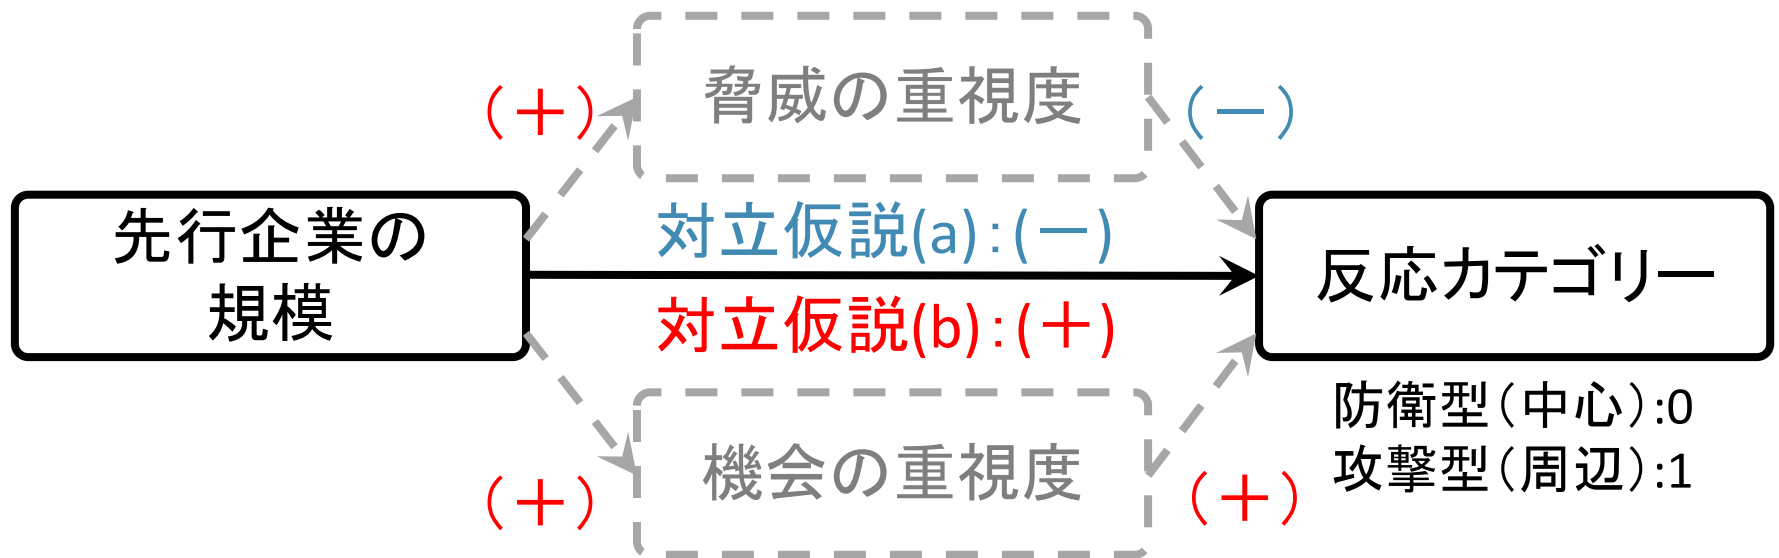 脅威の重視度
(＋)
(－)
先行企業の
規模
対立仮説(a):(－)
対立仮説(b):(＋)
反応カテゴリー
防衛型(中心):0
攻撃型(周辺):1
機会の重視度
(＋)
(＋)